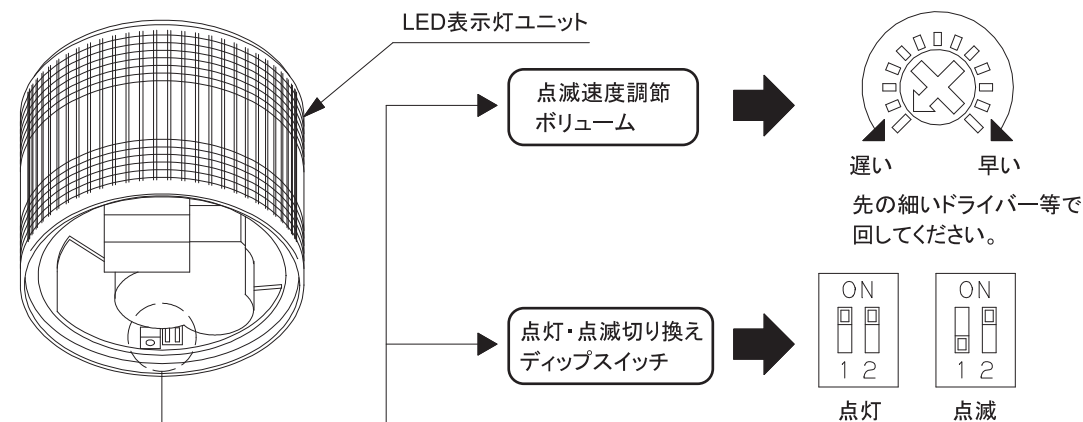 LED表示灯ユニット
点滅速度調節
ボリューム
遅い
早い
先の細いドライバー等で
回してください。
点灯・点滅切り換え
ディップスイッチ
ON
1 2
点灯
ON
1 2
点滅